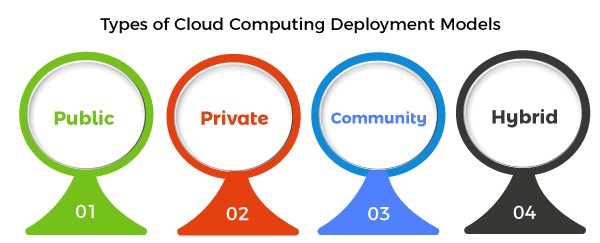 Types of Cloud Computing Deployment Models
Public
Private
Community
Hybrid
01
02
03
04